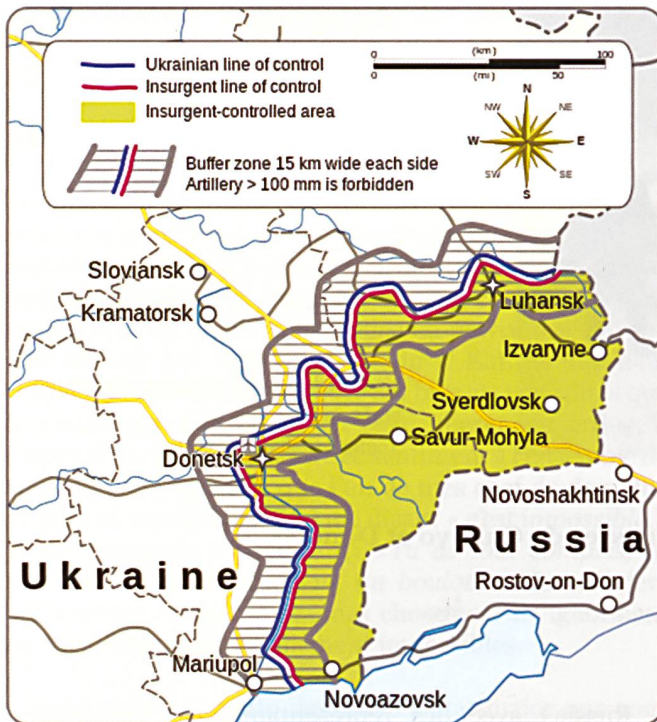 Ukrainian line of control
Insurgent line of control
Insurgent-controlled area
Buffer zone 15 km wide each side
Artillery > 100 mm is forbidden
0 (km) 100
0 (mi) 50
N
NW NE
W E
SW SE
S
Sloviansk
Kramatorsk
Luhansk
Izvaryne
Sverdlovsk
Savur-Mohyla
Donetsk
Novoshakhtinsk
Russia
Ukraine
Rostov-on-Don
Mariupol
Novoazovsk